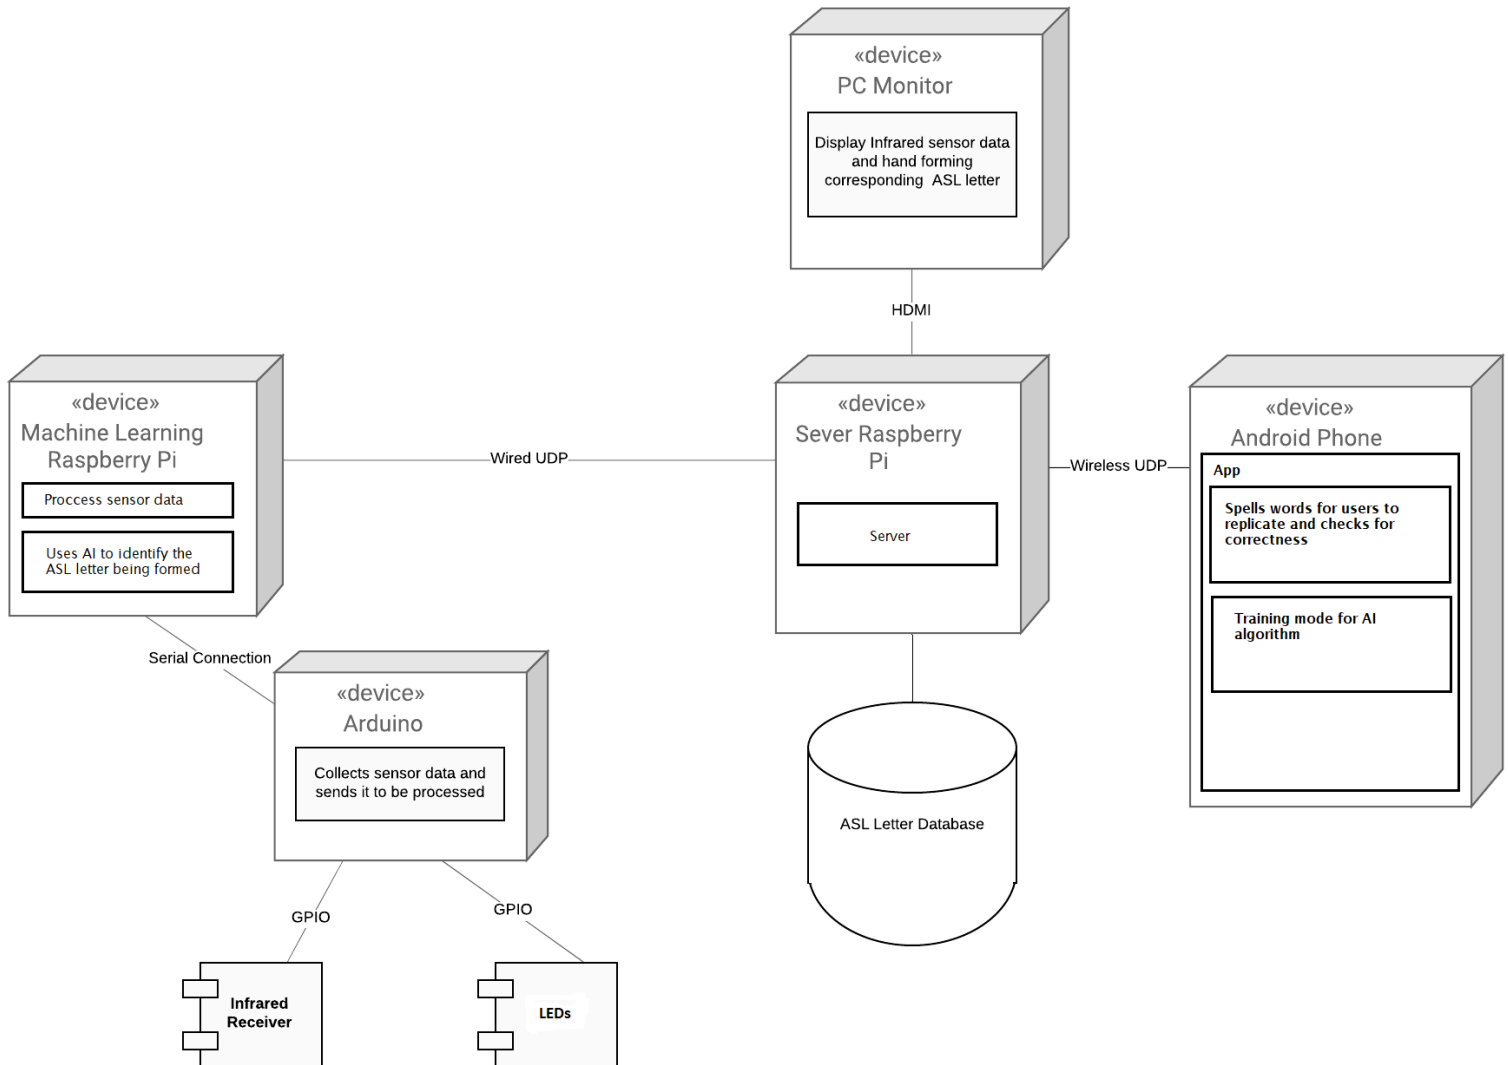 «device»
PC Monitor
Display Infrared sensor data
and hand forming
corresponding ASL letter
HDMI
«device»
Machine Learning
Raspberry Pi
Proccess sensor data
Uses AI to identify the
ASL letter being formed
Wired UDP
«device»
Sever Raspberry
Pi
Server
Wireless UDP
«device»
Android Phone
App
Spells words for users to
replicate and checks for
correctness
Training mode for AI
algorithm
Serial Connection
«device»
Arduino
Collects sensor data and
sends it to be processed
ASL Letter Database
GPIO
GPIO
Infrared
Receiver
LEDs